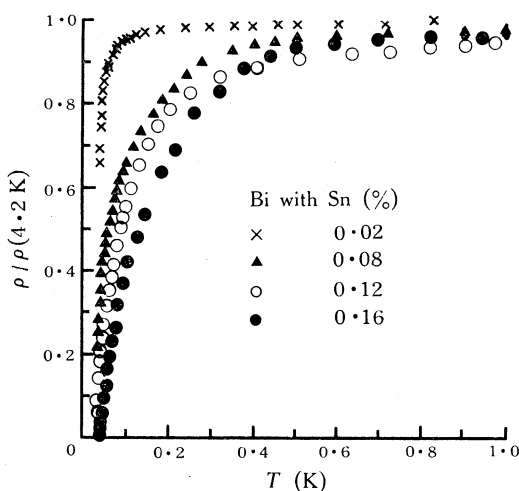 1·0
0·8
0·6
0·4
0·2
0
ρ / ρ(4·2 K)
Bi with Sn (%)
× 0·02
▲ 0·08
○ 0·12
● 0·16
0·2 0·4 0·6 0·8 1·0
T (K)